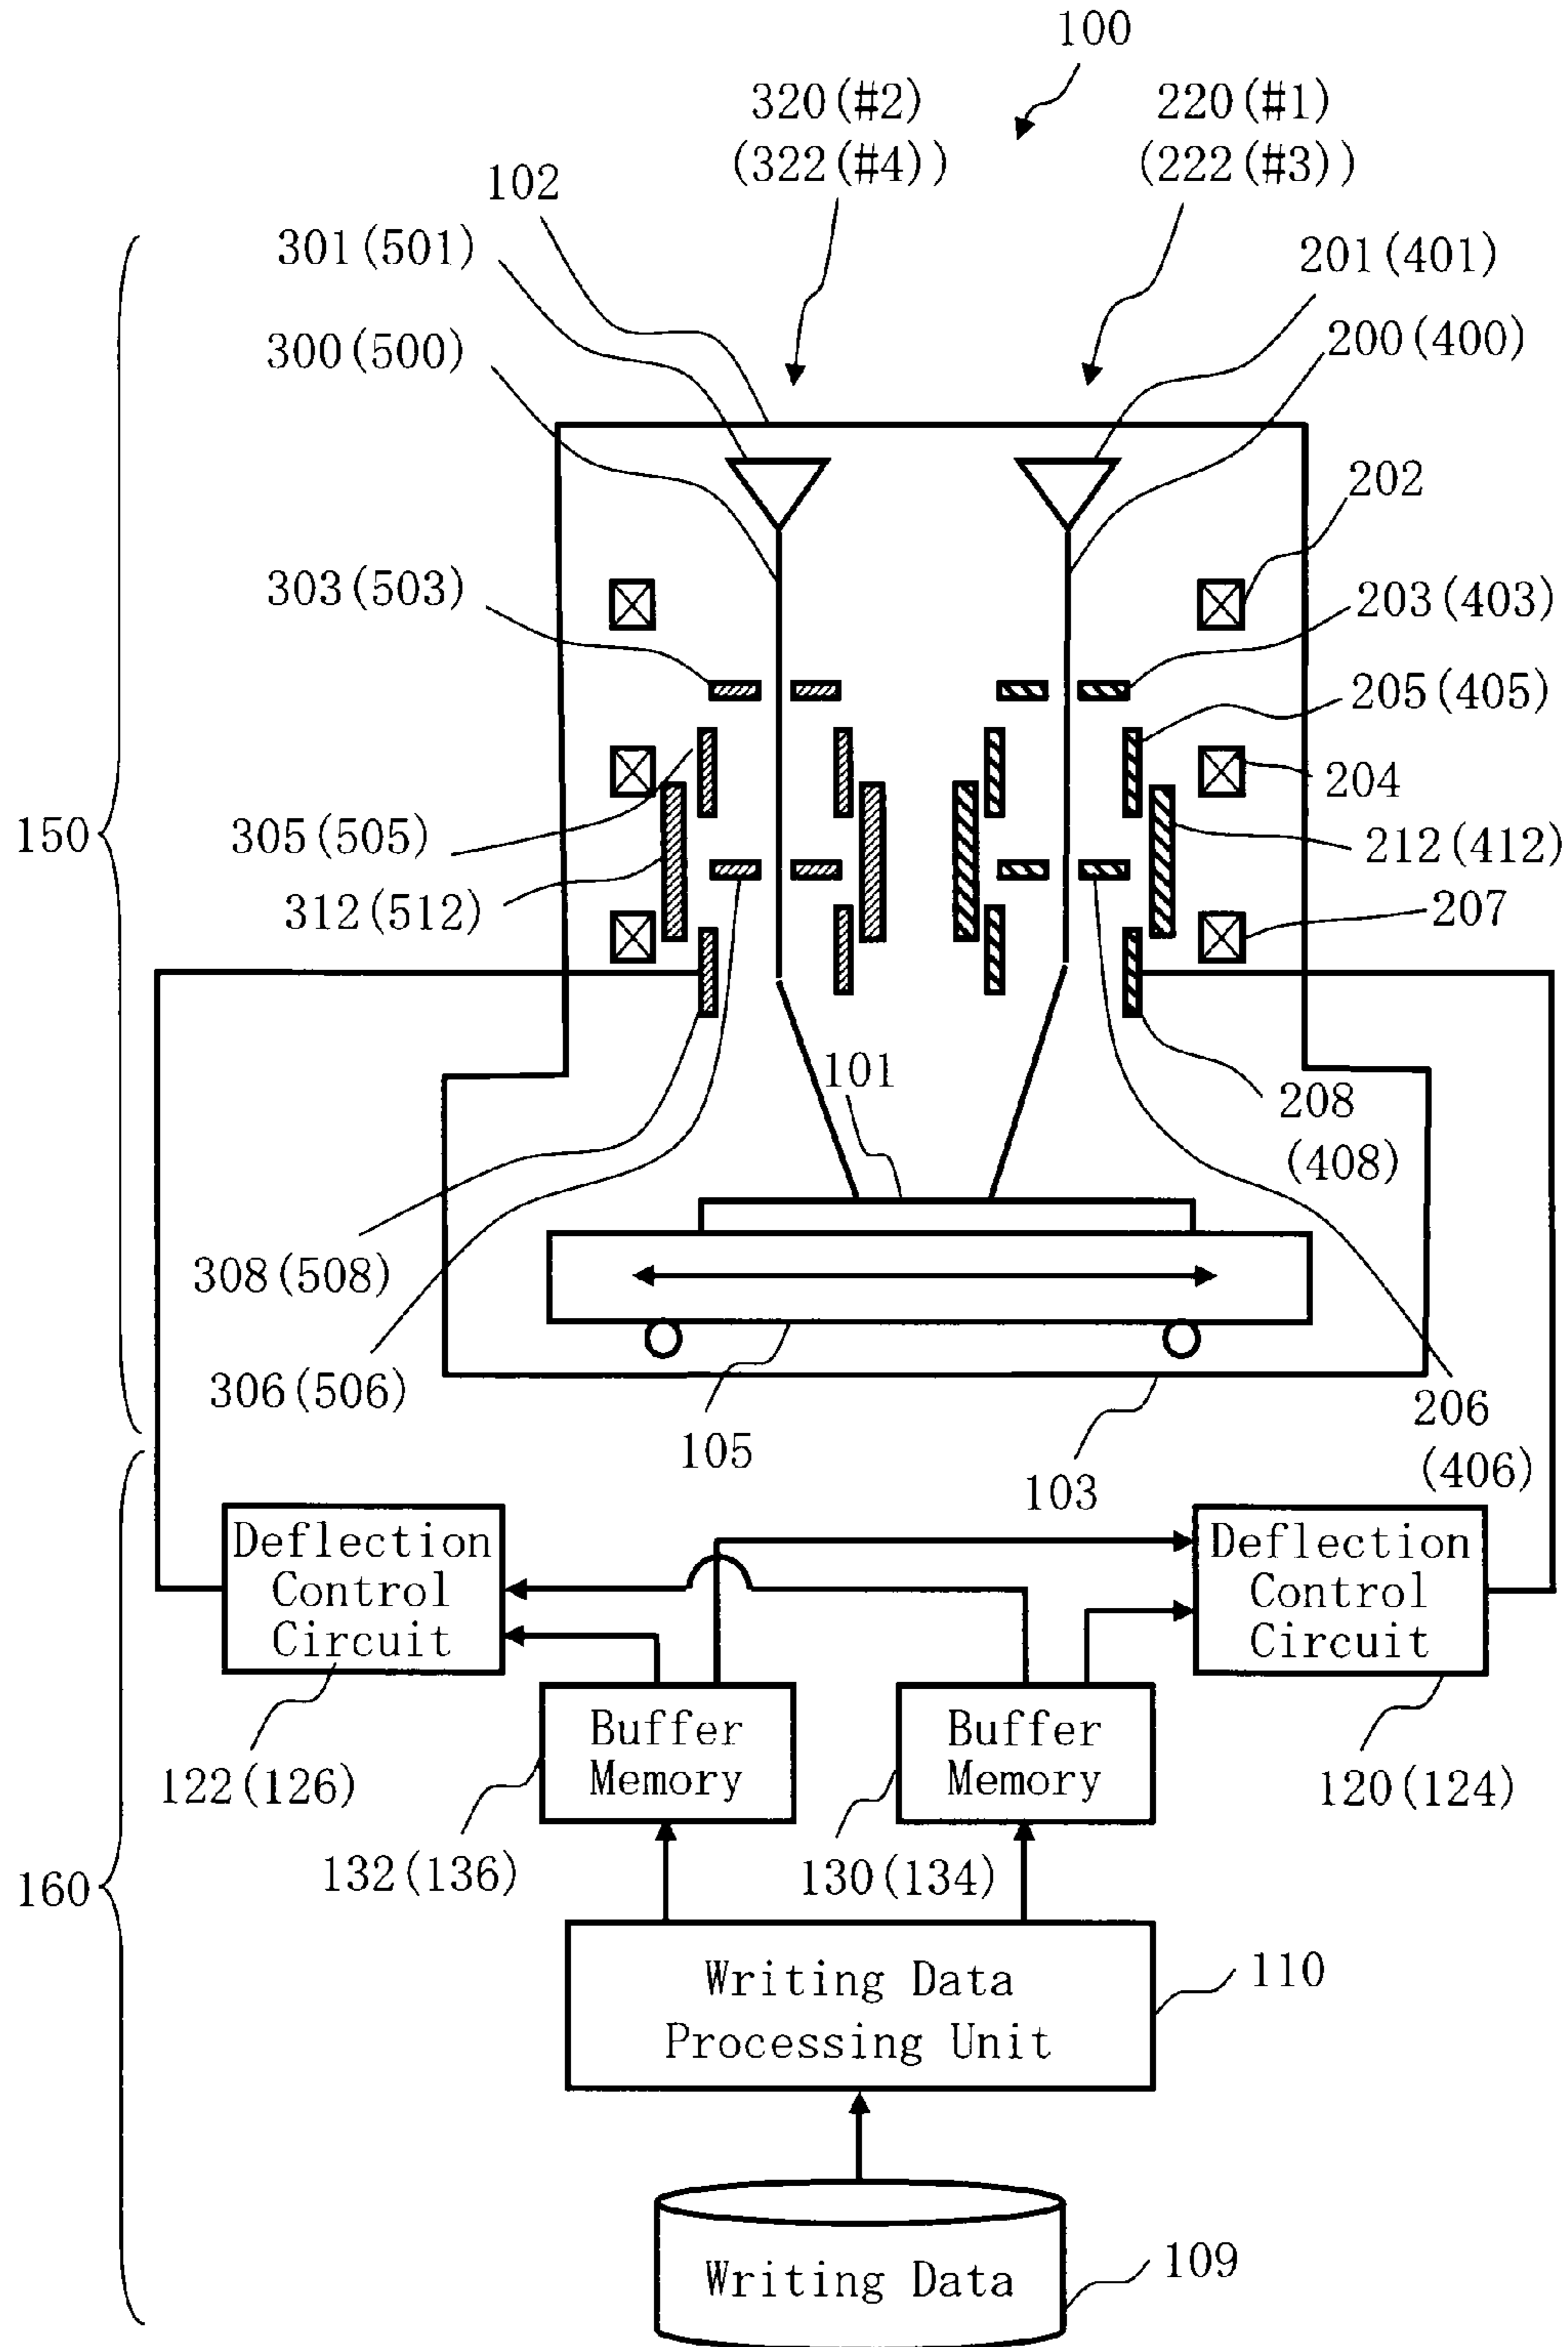 100
320(#2)
(322(#4))
220(#1)
(222(#3))
102
301(501)
201(401)
300(500)
200(400)
202
303(503)
203(403)
205(405)
204
150
305(505)
212(412)
312(512)
207
101
208
(408)
308(508)
306(506)
206
(406)
105
103
Deflection
Control
Circuit
Deflection
Control
Circuit
Buffer
Memory
Buffer
Memory
122(126)
120(124)
132(136)
130(134)
160
Writing Data
Processing Unit
110
Writing Data
109